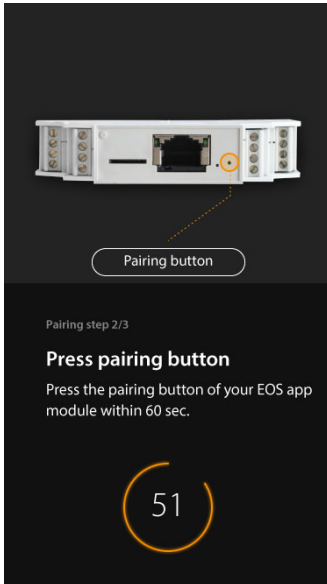 Pairing button
Pairing step 2/3
Press pairing button
Press the pairing button of your EOS app
module within 60 sec.
51